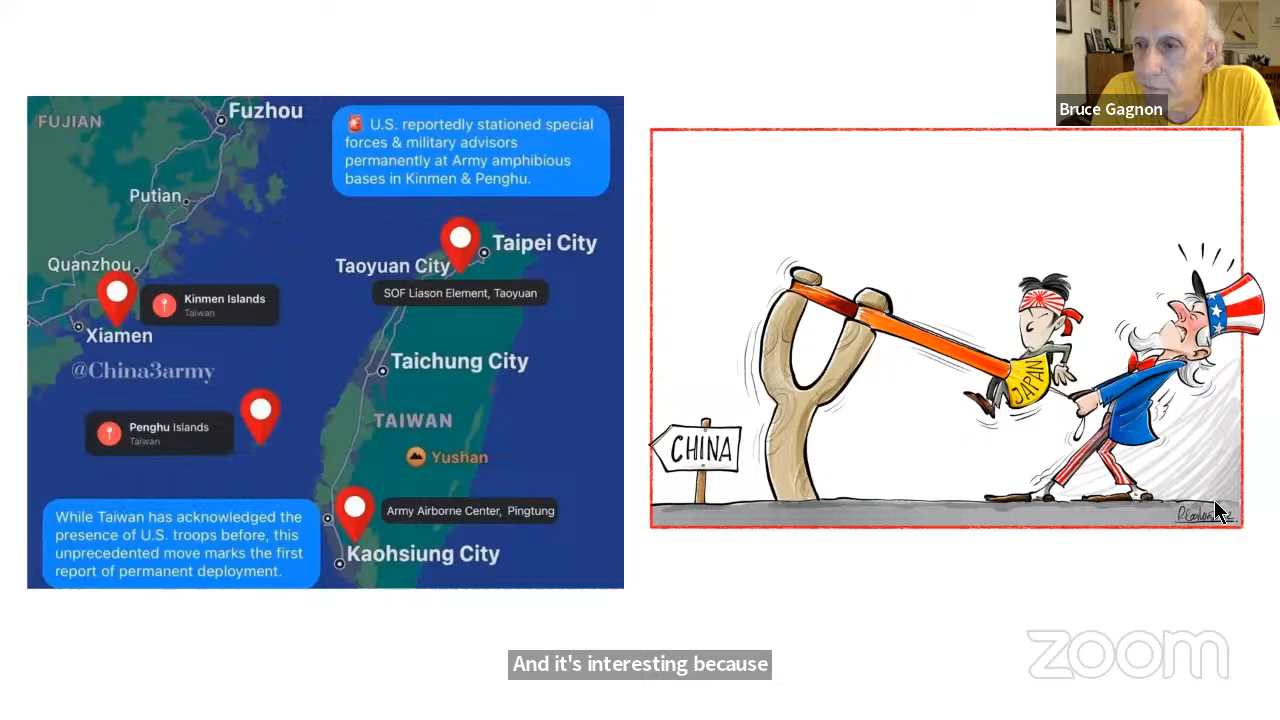 Bruce Gagnon
FUJIAN
Fuzhou
🚨 U.S. reportedly stationed special
forces & military advisors
permanently at Army amphibious
bases in Kinmen & Penghu.
Putian
Taipei City
Quanzhou
Taoyuan City
SOF Liason Element, Taoyuan
Kinmen Islands
Taiwan
Xiamen
@China3army
Taichung City
TAIWAN
Penghu Islands
Taiwan
Yushan
Army Airborne Center, Pingtung
While Taiwan has acknowledged the
presence of U.S. troops before, this
unprecedented move marks the first
report of permanent deployment.
Kaohsiung City
JAPAN
CHINA
And it's interesting because
zoom